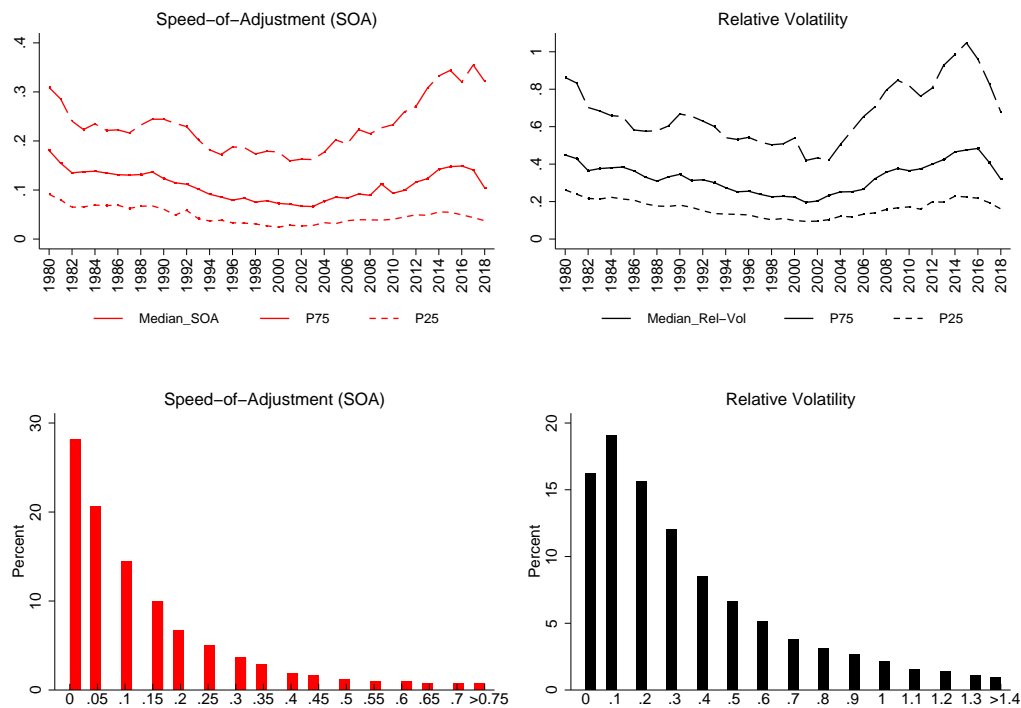 Speed−of−Adjustment (SOA)
0 .1 .2 .3 .4
1980 1982 1984 1986 1988 1990 1992 1994 1996 1998 2000 2002 2004 2006 2008 2010 2012 2014 2016 2018
Median_SOA P75 P25
Relative Volatility
0 .2 .4 .6 .8 1
1980 1982 1984 1986 1988 1990 1992 1994 1996 1998 2000 2002 2004 2006 2008 2010 2012 2014 2016 2018
Median_Rel−Vol P75 P25
Speed−of−Adjustment (SOA)
Percent
0 10 20 30
0 .05 .1 .15 .2 .25 .3 .35 .4 .45 .5 .55 .6 .65 .7 >0.75
Relative Volatility
Percent
0 5 10 15 20
0 .1 .2 .3 .4 .5 .6 .7 .8 .9 1 1.1 1.2 1.3 >1.4